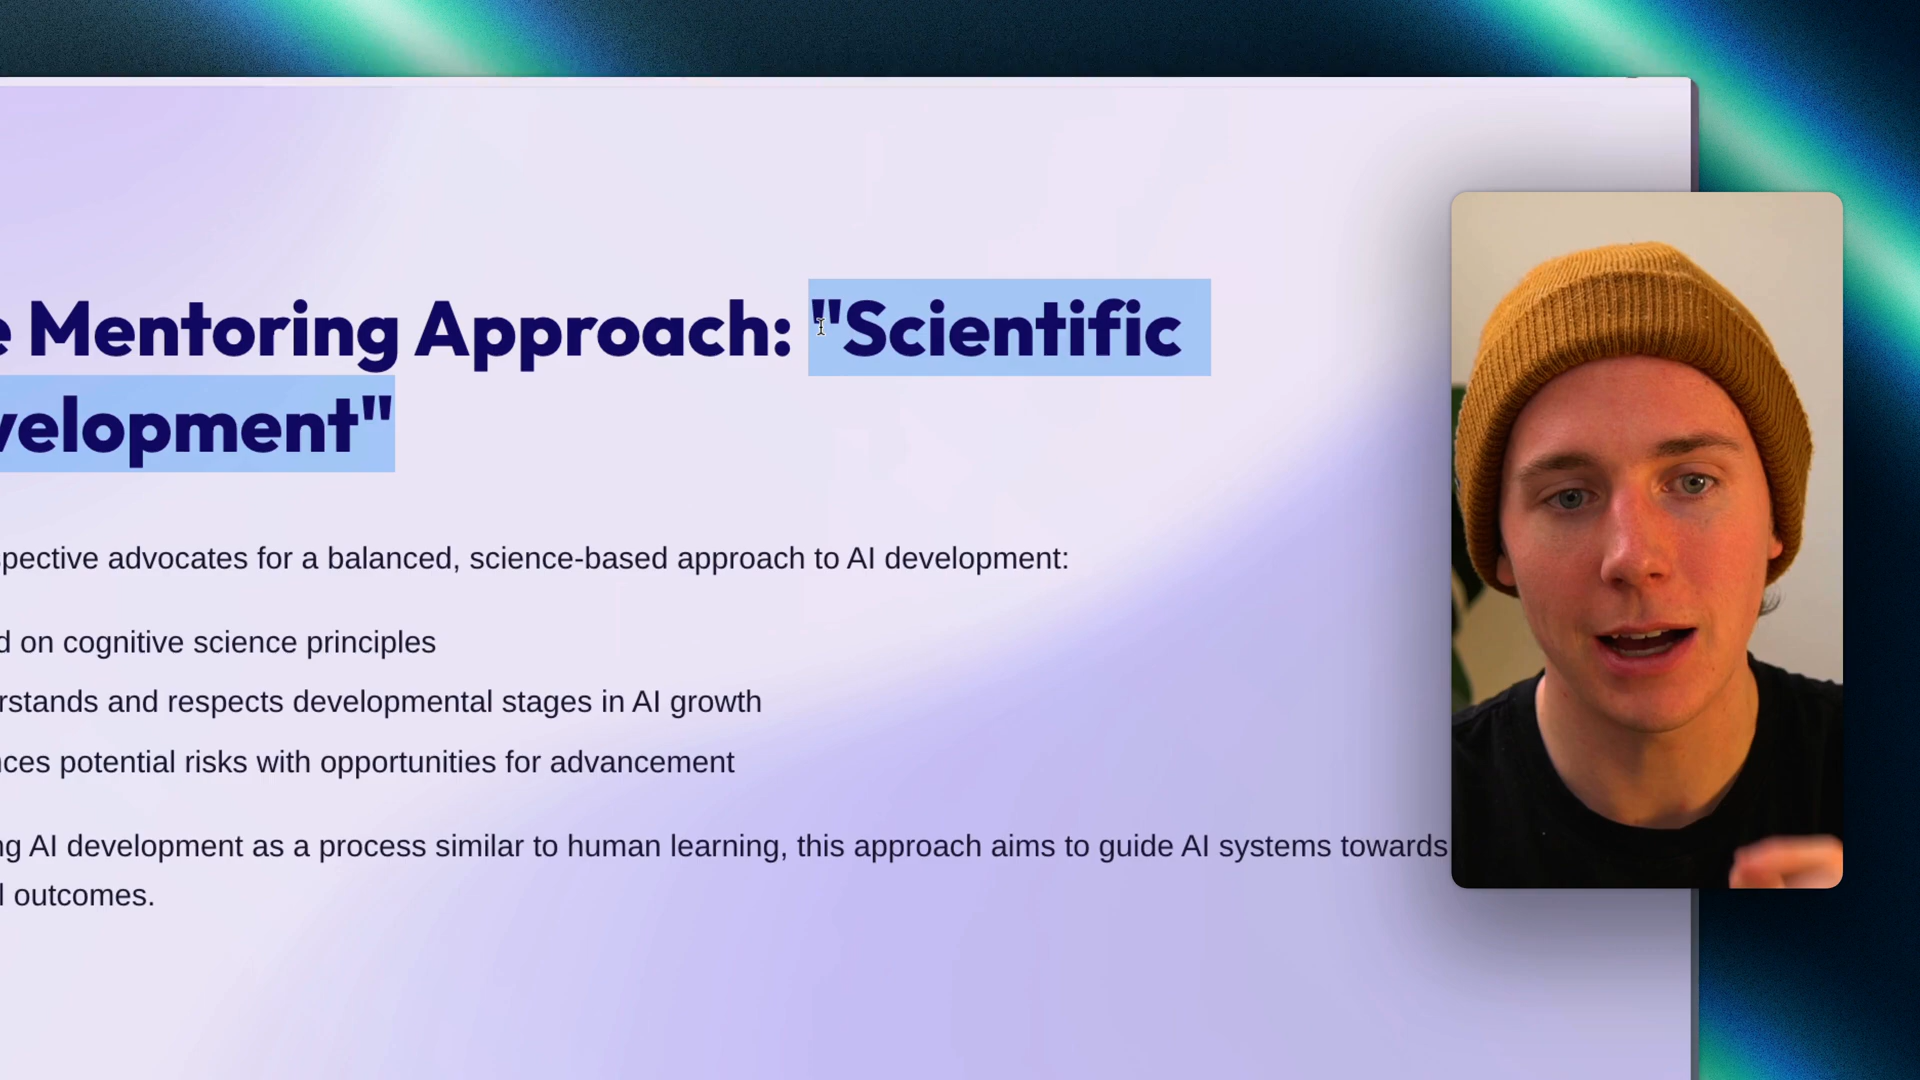 e Mentoring Approach: "Scientific
velopment"
spective advocates for a balanced, science-based approach to AI development:
d on cognitive science principles
rstands and respects developmental stages in AI growth
nces potential risks with opportunities for advancement
ng AI development as a process similar to human learning, this approach aims to guide AI systems towards
l outcomes.